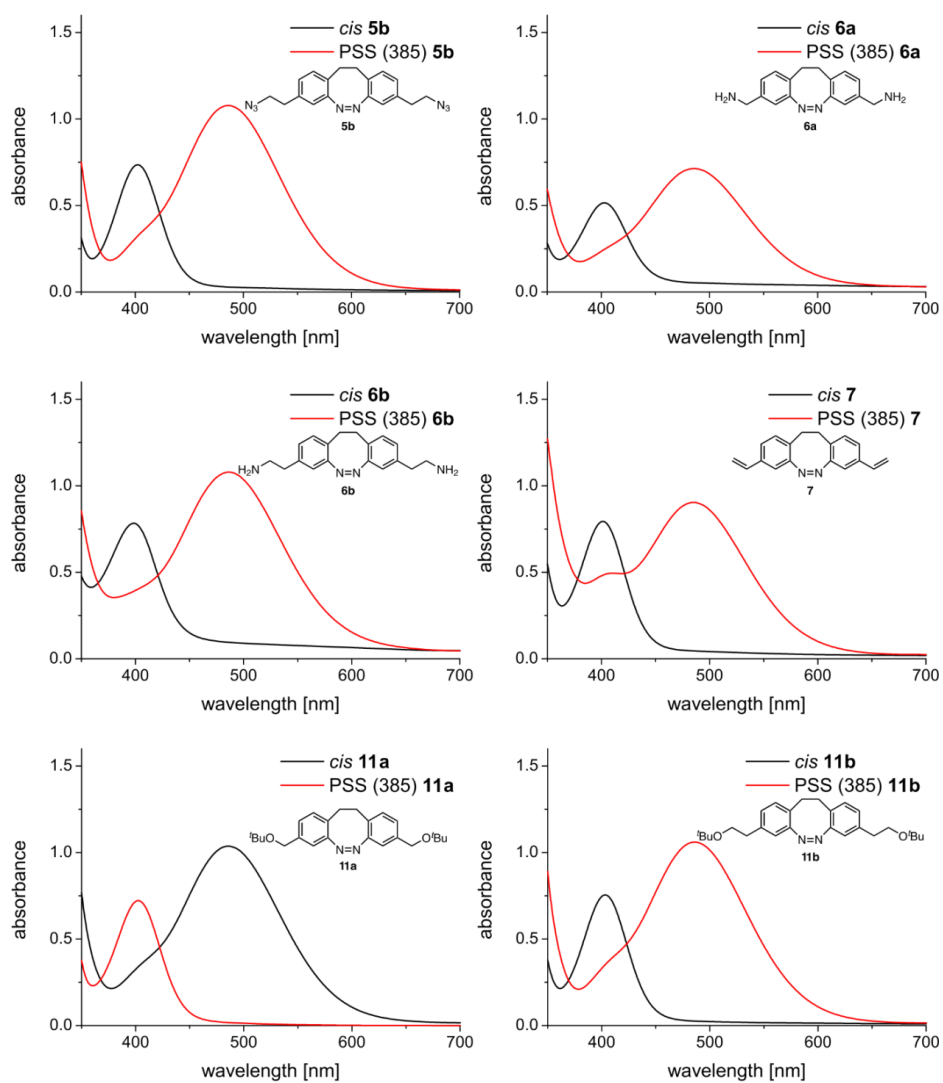 cis 5b
PSS (385) 5b
N3 N=N N3
5b
absorbance
1.5
1.0
0.5
0.0
400 500 600 700
wavelength [nm]
cis 6a
PSS (385) 6a
H2N N=N NH2
6a
absorbance
1.5
1.0
0.5
0.0
400 500 600 700
wavelength [nm]
cis 6b
PSS (385) 6b
H2N N=N NH2
6b
absorbance
1.5
1.0
0.5
0.0
400 500 600 700
wavelength [nm]
cis 7
PSS (385) 7
N=N
7
absorbance
1.5
1.0
0.5
0.0
400 500 600 700
wavelength [nm]
cis 11a
PSS (385) 11a
tBuO N=N OtBu
11a
absorbance
1.5
1.0
0.5
0.0
400 500 600 700
wavelength [nm]
cis 11b
PSS (385) 11b
tBuO N=N OtBu
11b
absorbance
1.5
1.0
0.5
0.0
400 500 600 700
wavelength [nm]